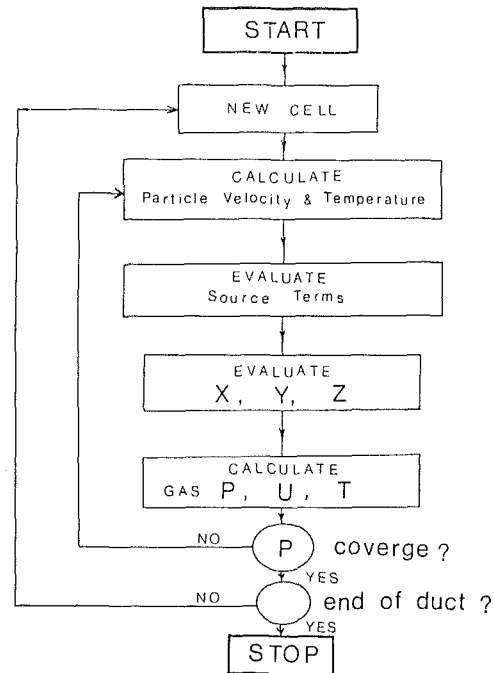 START
NEW CELL
CALCULATE
Particle Velocity & Temperature
EVALUATE
Source Terms
EVALUATE
X, Y, Z
CALCULATE
GAS P, U, T
NO P coverge ?
YES
NO end of duct ?
YES
STOP